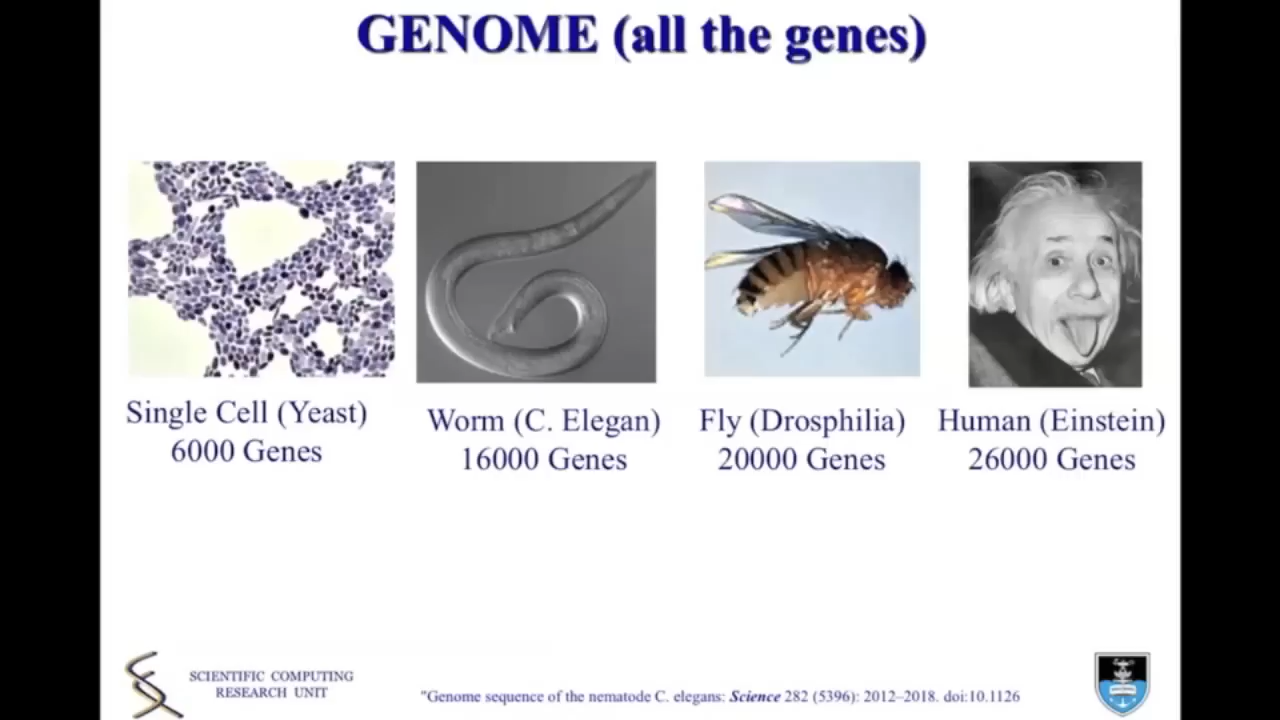 GENOME (all the genes)
Single Cell (Yeast)
6000 Genes
Worm (C. Elegan)
16000 Genes
Fly (Drosphilia)
20000 Genes
Human (Einstein)
26000 Genes
SCIENTIFIC COMPUTING
RESEARCH UNIT
"Genome sequence of the nematode C. elegans: Science 282 (5396): 2012–2018. doi:10.1126